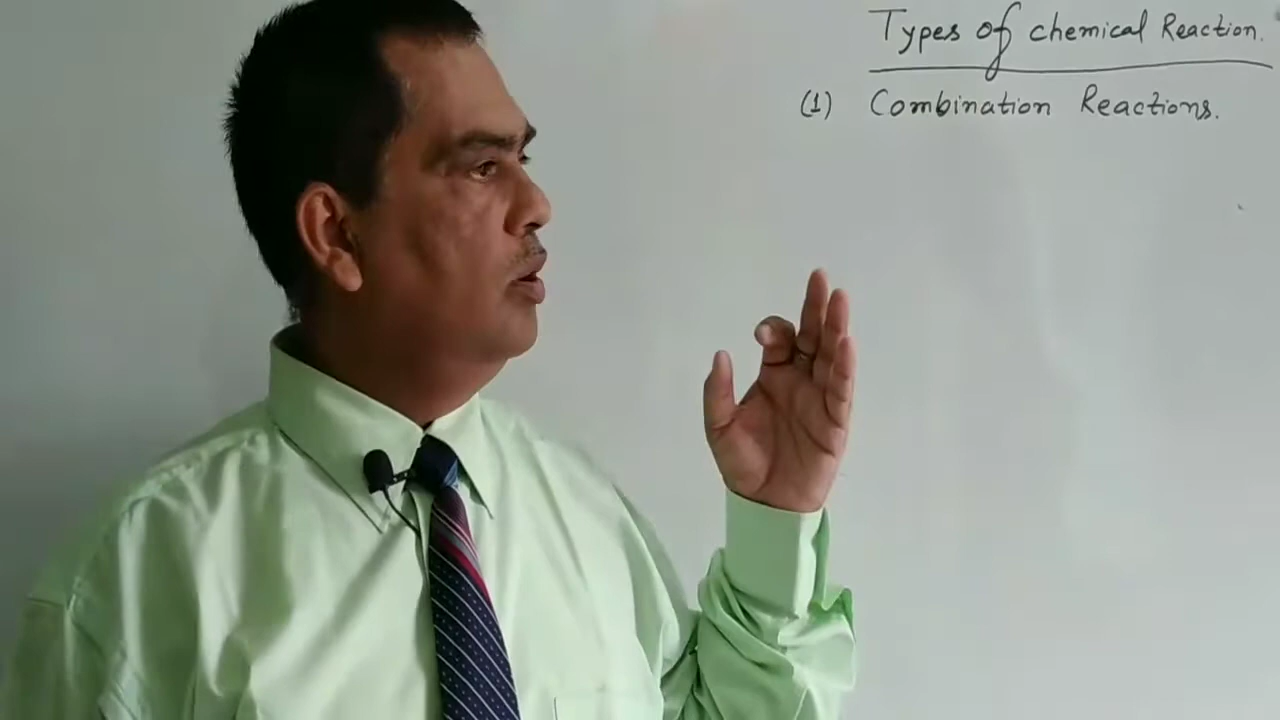 Types of chemical Reaction.
(1) Combination Reactions.